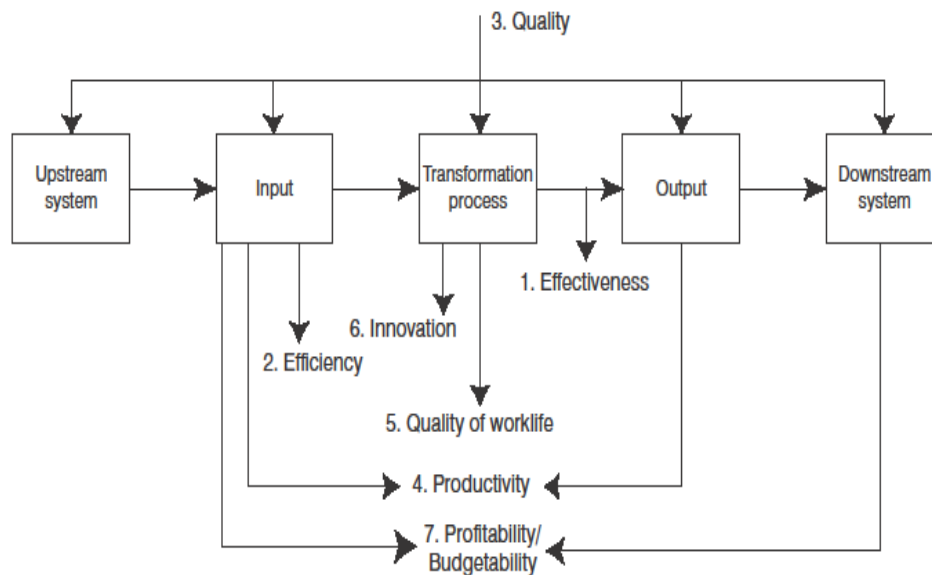 3. Quality
Upstream
system
Input
Transformation
process
Output
Downstream
system
1. Effectiveness
6. Innovation
2. Efficiency
5. Quality of worklife
4. Productivity
7. Profitability/
Budgetability